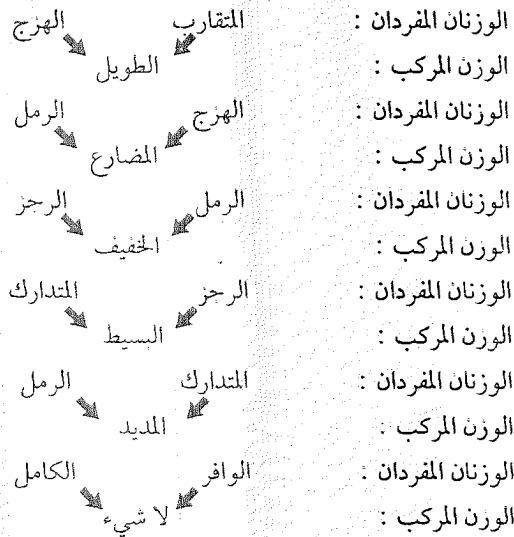 الوزنان المفردان : المتقارب الهزج
الوزن المركب : الطويل
الوزنان المفردان : الهزج الرمل
الوزن المركب : المضارع
الوزنان المفردان : الرمل الرجز
الوزن المركب : الخفيف
الوزنان المفردان : الرجز المتدارك
الوزن المركب : البسيط
الوزنان المفردان : المتدارك الرمل
الوزن المركب : المديد
الوزنان المفردان : الوافر الكامل
الوزن المركب : لا شيء